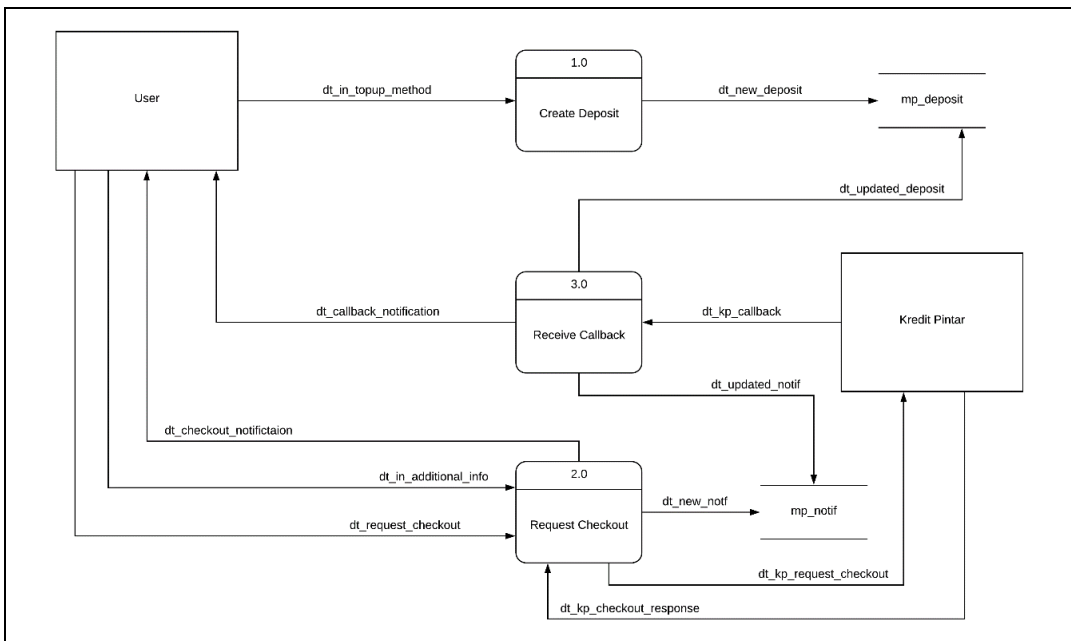 1.0
User
dt_in_topup_method
Create Deposit
dt_new_deposit
mp_deposit
dt_updated_deposit
3.0
dt_callback_notification
Receive Callback
dt_kp_callback
Kredit Pintar
dt_updated_notif
dt_checkout_notifictaion
2.0
dt_in_additional_info
dt_new_notf
dt_request_checkout
Request Checkout
mp_notif
dt_kp_request_checkout
dt_kp_checkout_response